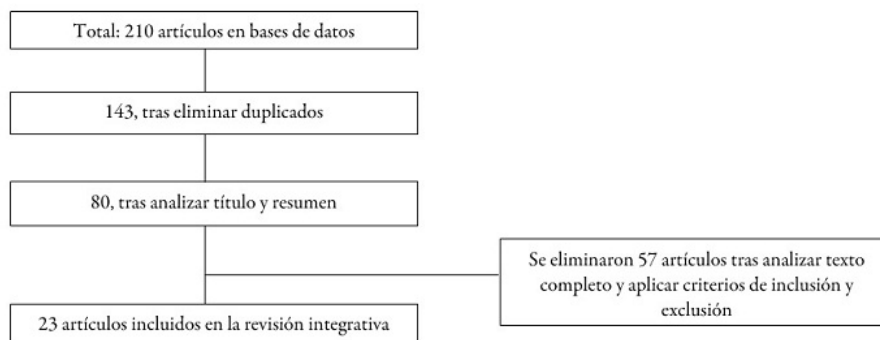 Total: 210 artículos en bases de datos
143, tras eliminar duplicados
80, tras analizar título y resumen
Se eliminaron 57 artículos tras analizar texto
completo y aplicar criterios de inclusión y
exclusión
23 artículos incluidos en la revisión integrativa